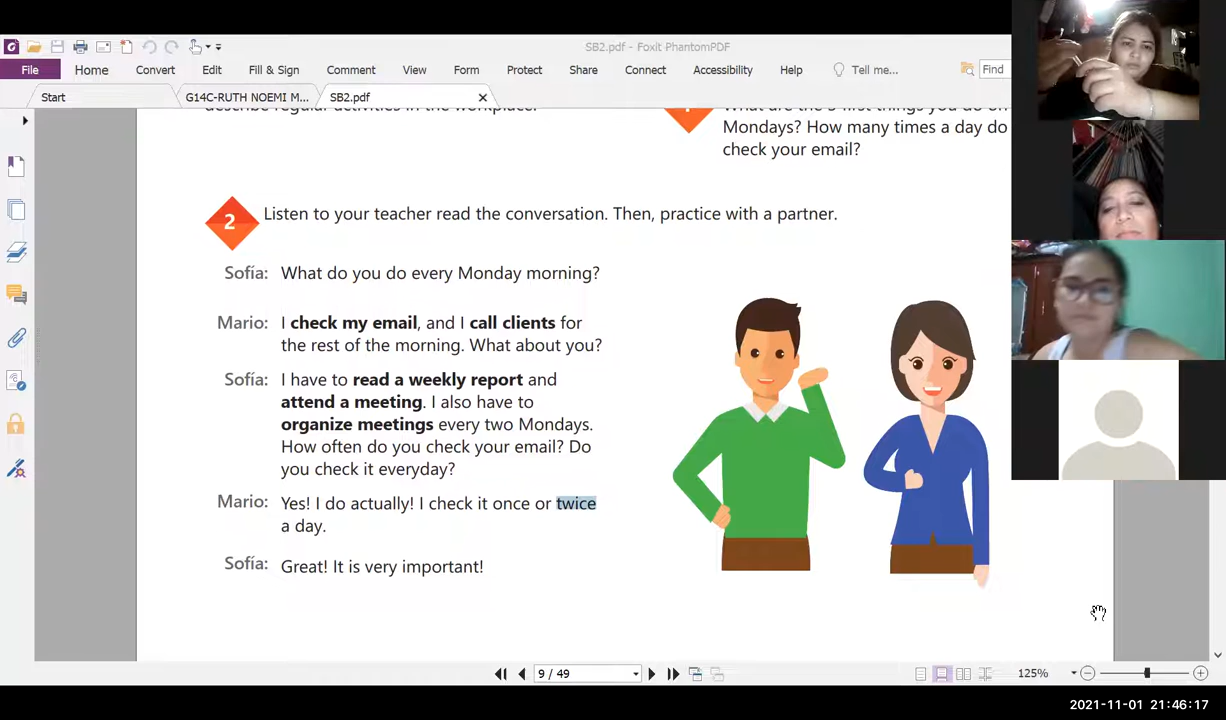 SB2.pdf - Foxit PhantomPDF
File Home Convert Edit Fill & Sign Comment View Form Protect Share Connect Accessibility Help Tell me... Find
Start G14C-RUTH NOEMI M... SB2.pdf
describe regular activities in the workplace.
What are the 3 first things you do on
Mondays? How many times a day do
check your email?
2 Listen to your teacher read the conversation. Then, practice with a partner.
Sofía: What do you do every Monday morning?
Mario: I check my email, and I call clients for
the rest of the morning. What about you?
Sofía: I have to read a weekly report and
attend a meeting. I also have to
organize meetings every two Mondays.
How often do you check your email? Do
you check it everyday?
Mario: Yes! I do actually! I check it once or twice
a day.
Sofía: Great! It is very important!
9 / 49
125%
2021-11-01 21:46:17